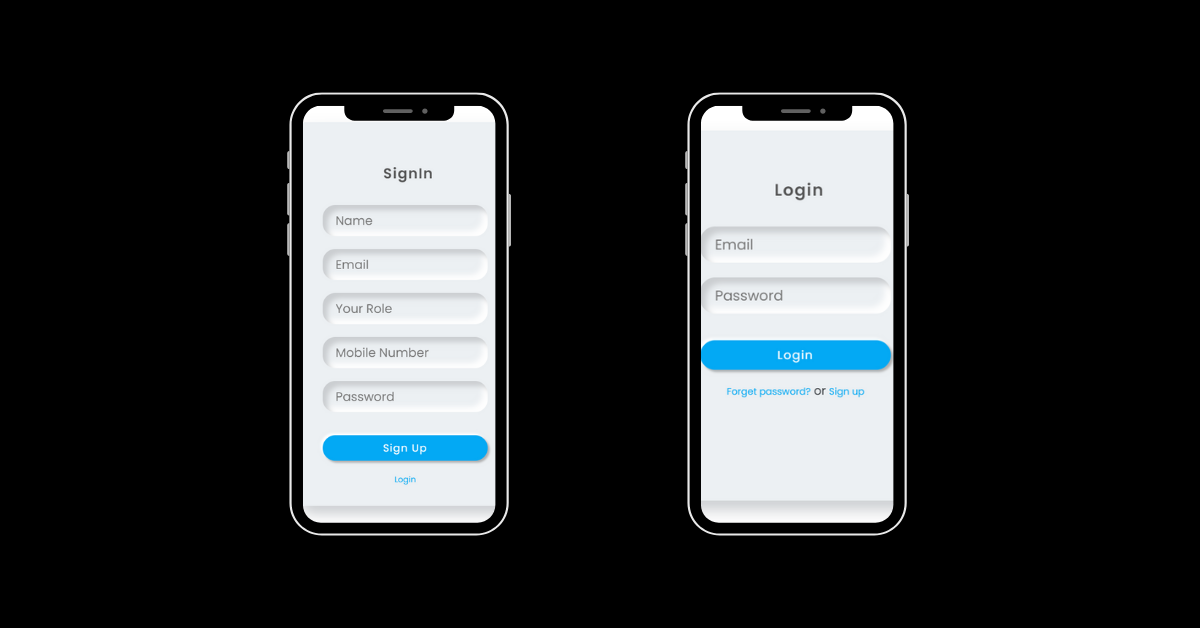 SignIn
Name
Email
Your Role
Mobile Number
Password
Sign Up
Login
Login
Email
Password
Login
Forget password? or Sign up